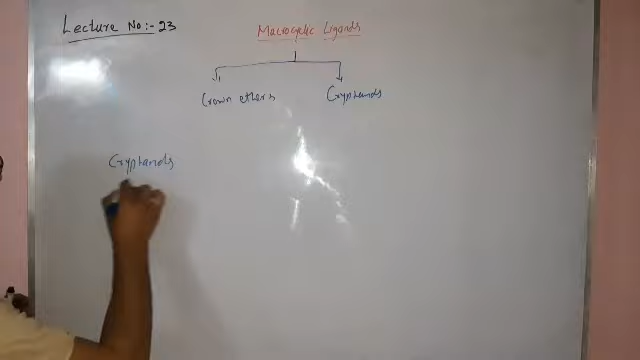 Lecture No:- 23
Macrocyclic Ligands
Crown ethers
Cryptands
Cryptands